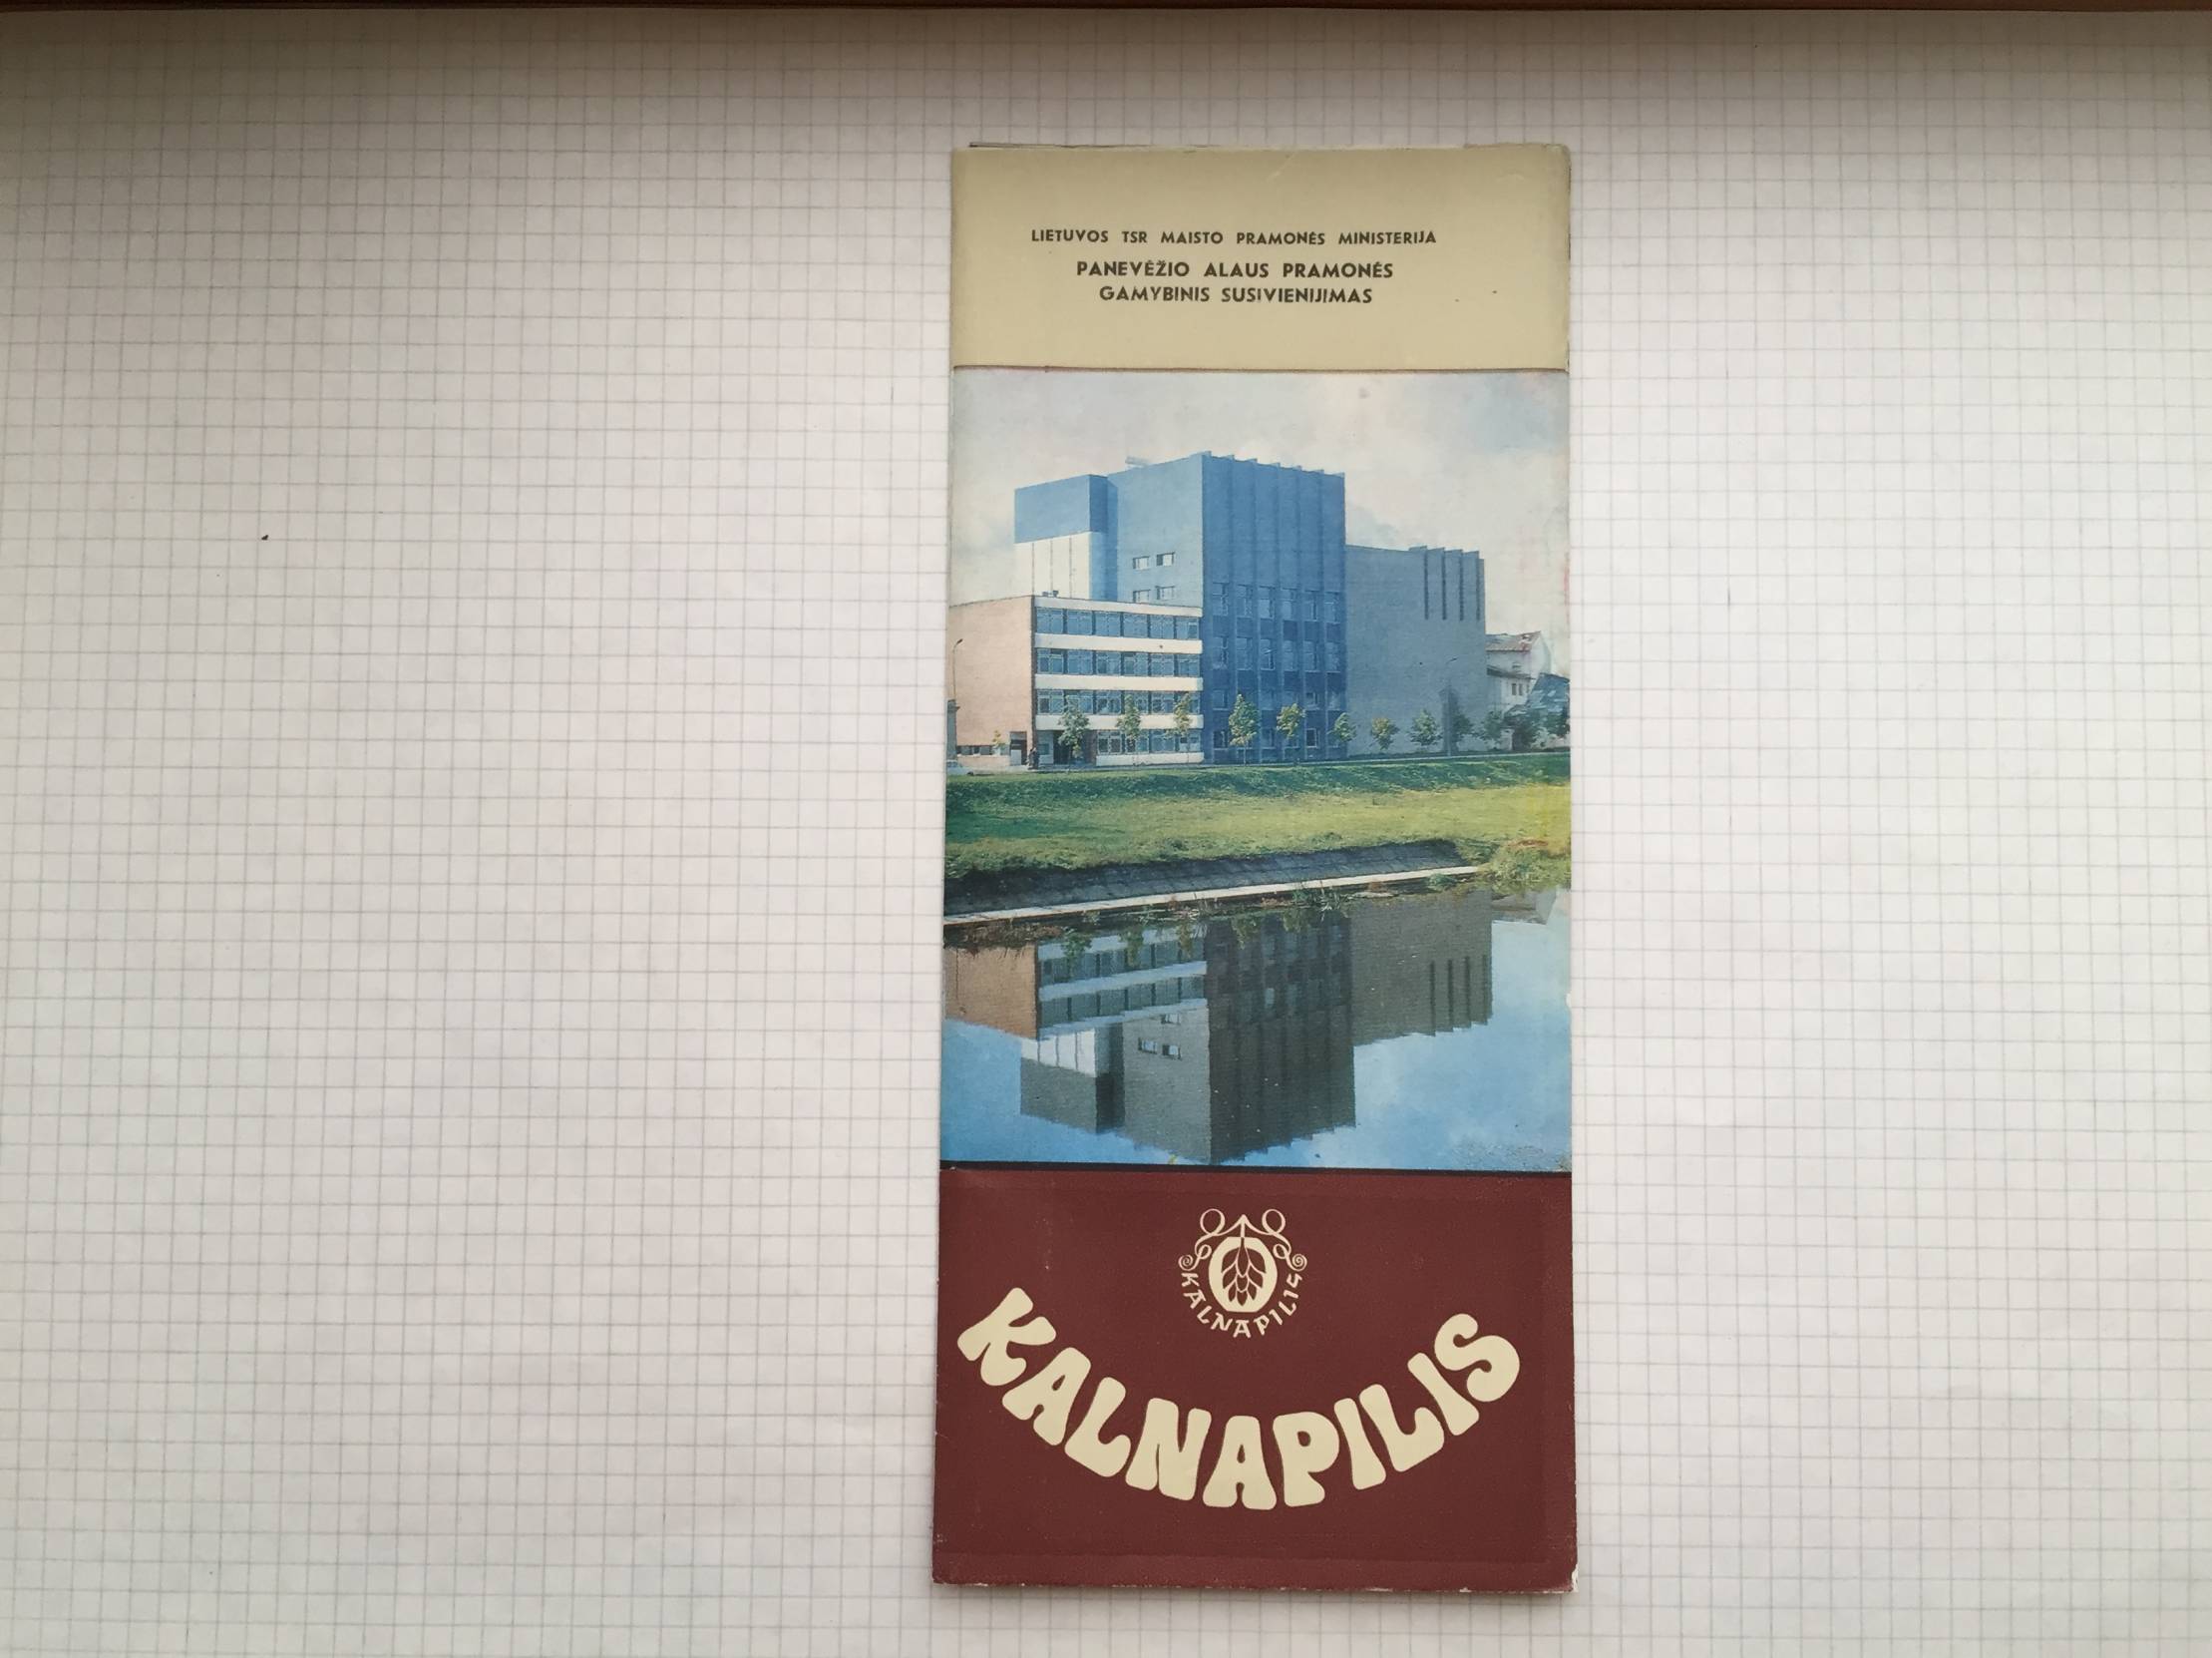 LIETUVOS TSR MAISTO PRAMONĖS MINISTERIJA
PANEVĖŽIO ALAUS PRAMONĖS
GAMYBINIS SUSIVIENIJIMAS
KALNAPILIS
KALNAPILIS